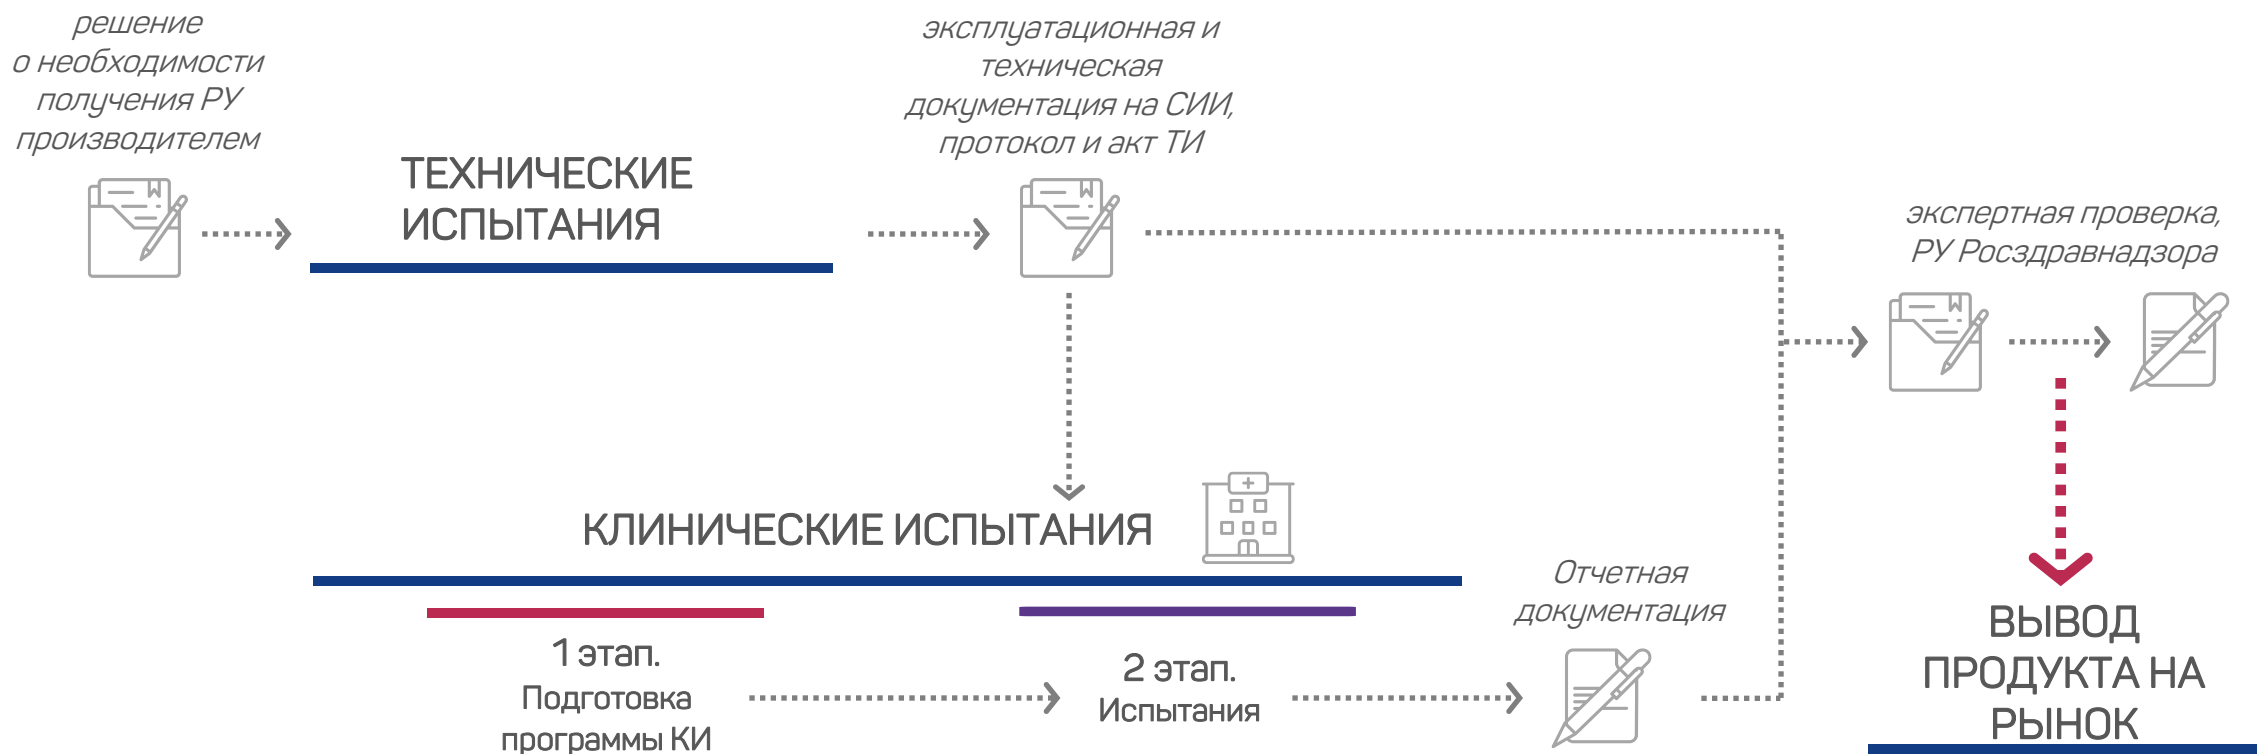 решение
о необходимости
получения РУ
производителем
ТЕХНИЧЕСКИЕ
ИСПЫТАНИЯ
эксплуатационная и
техническая
документация на СИИ,
протокол и акт ТИ
экспертная проверка,
РУ Росздравнадзора
КЛИНИЧЕСКИЕ ИСПЫТАНИЯ
1 этап.
Подготовка
программы КИ
2 этап.
Испытания
Отчетная
документация
ВЫВОД
ПРОДУКТА НА
РЫНОК